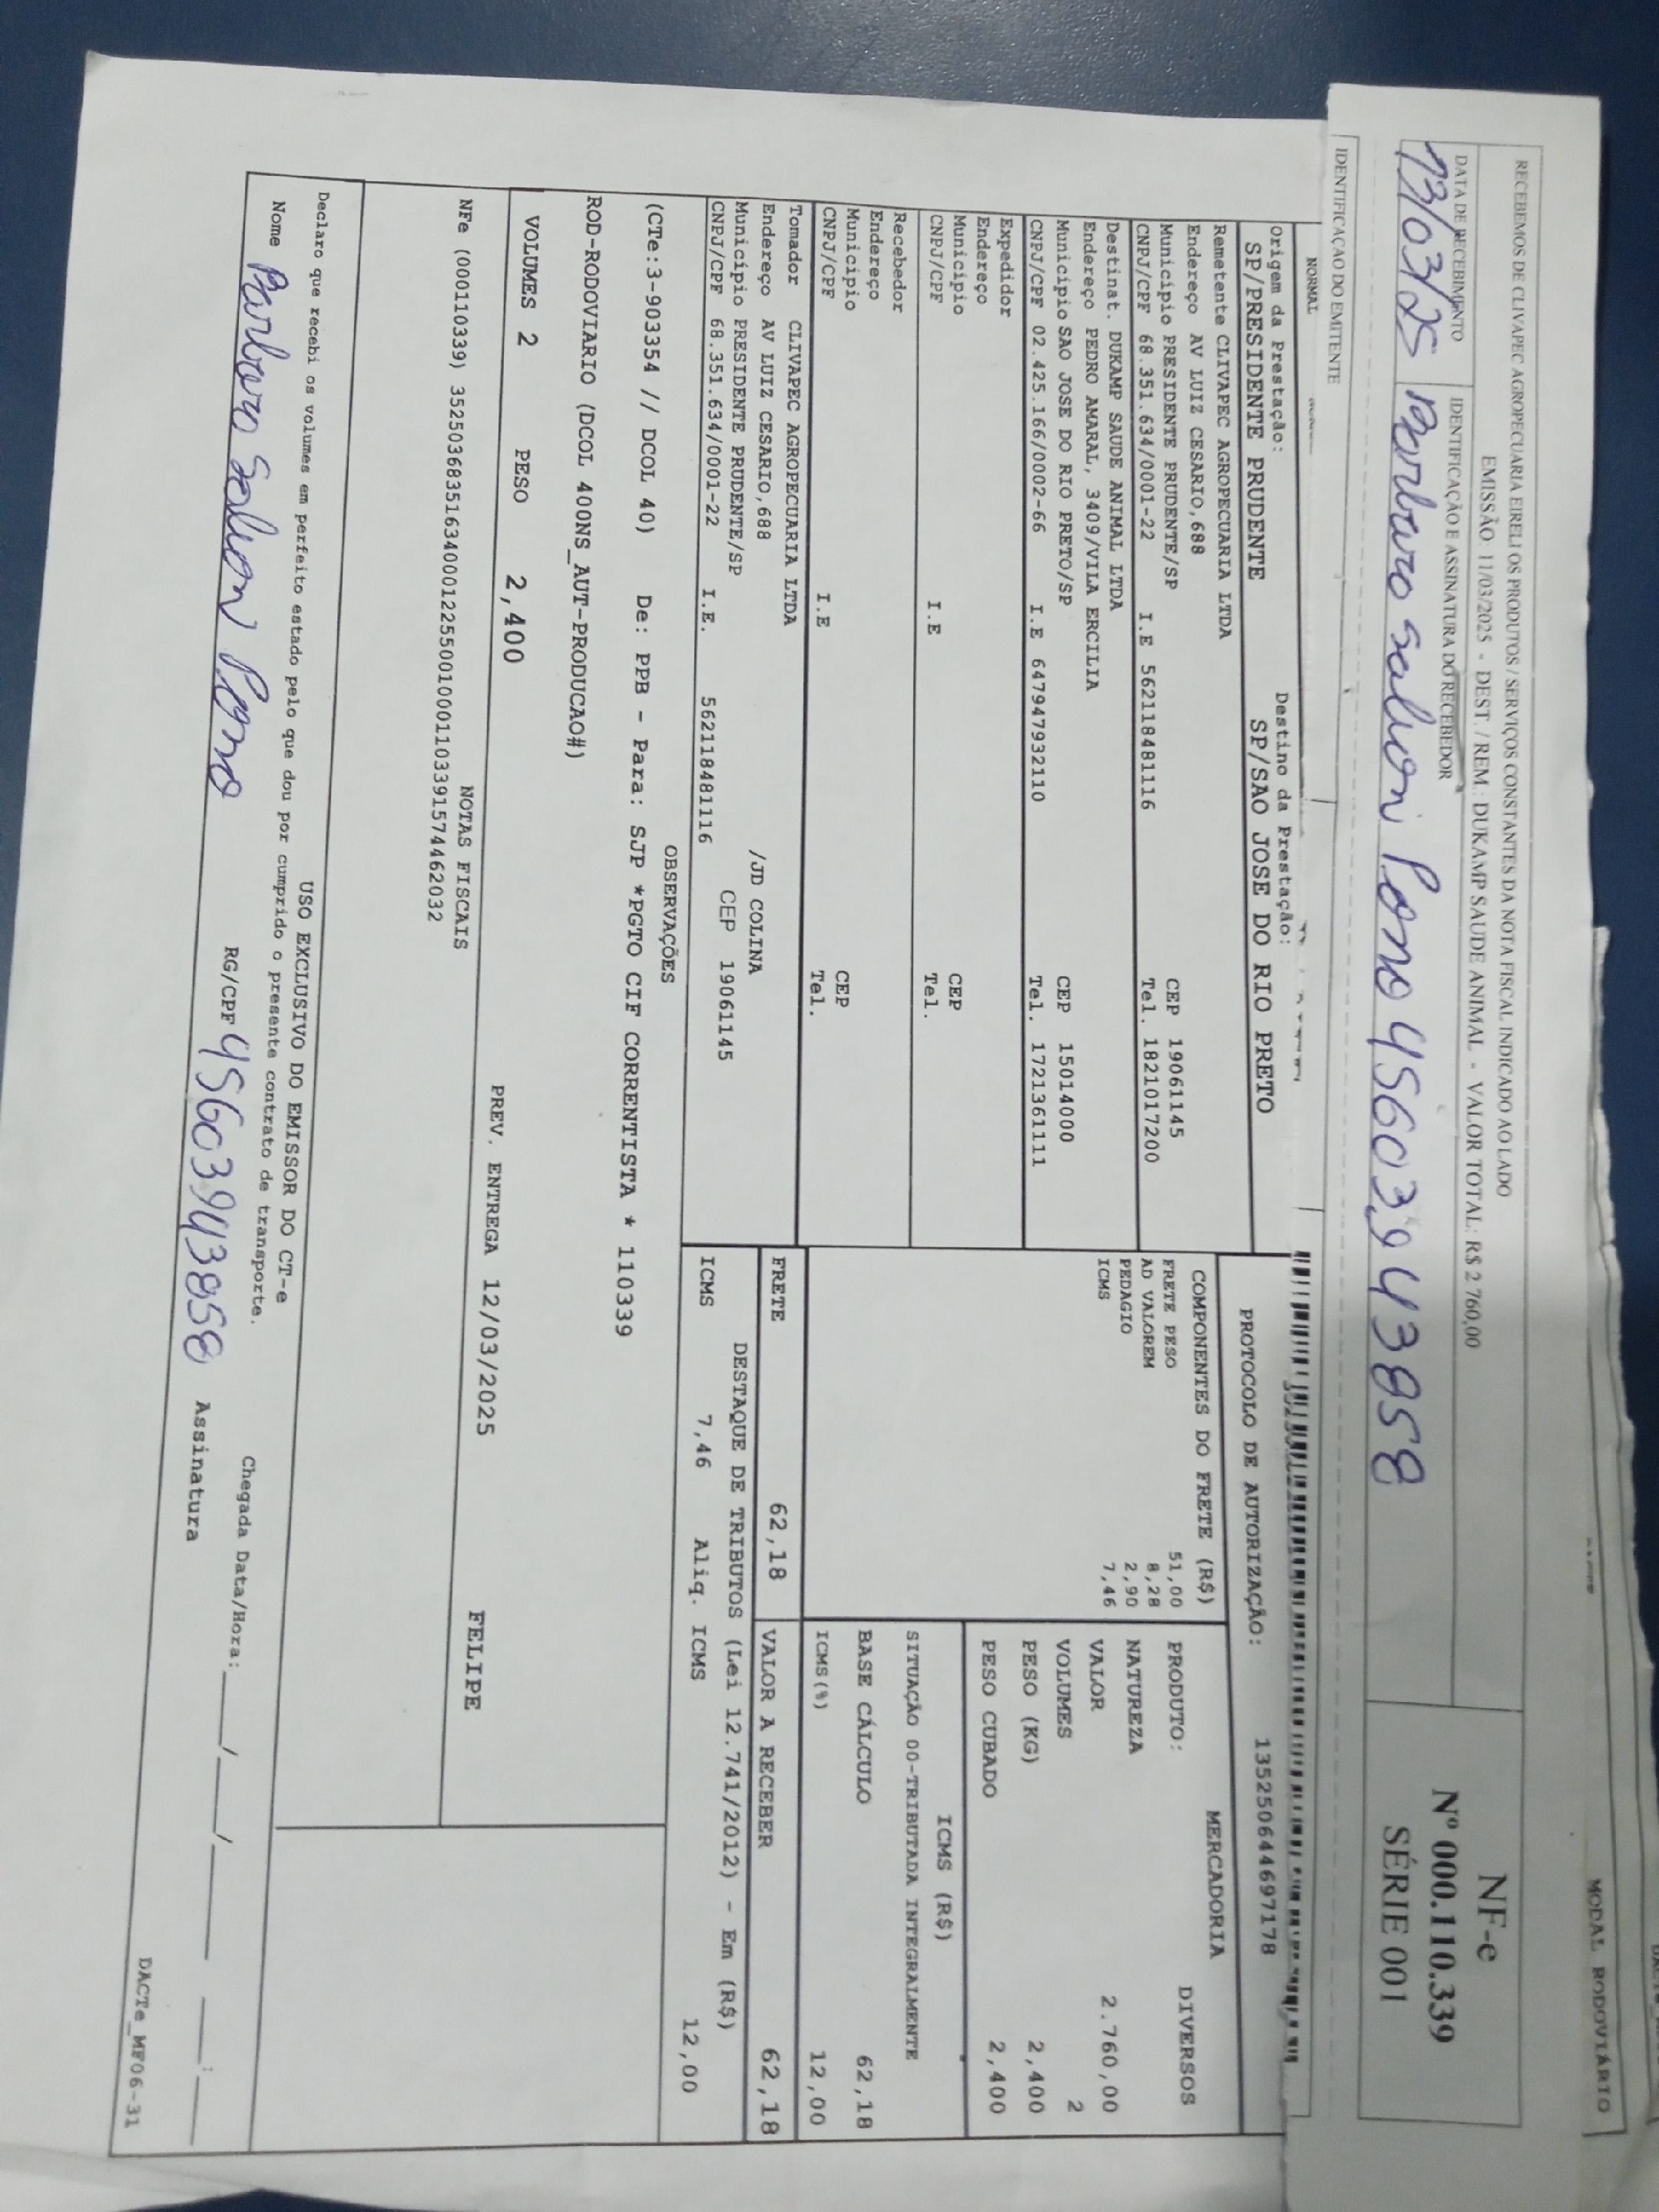 MODAL RODOVIÁRIO
RECEBEMOS DE CLIVAPEC AGROPECUARIA EIRELI OS PRODUTOS / SERVIÇOS CONSTANTES DA NOTA FISCAL INDICADO AO LADO
EMISSÃO: 11/03/2025 - DEST. / REM.: DUKAMP SAUDE ANIMAL - VALOR TOTAL: R$ 2 760,00
DATA DE RECEBIMENTO
IDENTIFICAÇÃO E ASSINATURA DO RECEBEDOR
13/03/25 Barbara Salioni 45603943858
NF-e
Nº 000.110.339
SÉRIE 001
IDENTIFICAÇÃO DO EMITENTE
NORMAL
Origem da Prestação:
SP/PRESIDENTE PRUDENTE
Destino da Prestação:
SP/SAO JOSE DO RIO PRETO
PROTOCOLO DE AUTORIZAÇÃO: 135250644697178
Remetente CLIVAPEC AGROPECUARIA LTDA
Endereço AV LUIZ CESARIO,688
Município PRESIDENTE PRUDENTE/SP CEP 19061145
CNPJ/CPF 68.351.634/0001-22 I.E 562118481116 Tel. 1821017200
Destinat. DUKAMP SAUDE ANIMAL LTDA
Endereço PEDRO AMARAL, 3409/VILA ERCILIA
Município SAO JOSE DO RIO PRETO/SP CEP 15014000
CNPJ/CPF 02.425.166/0002-66 I.E 647947932110 Tel. 1721361111
Expedidor
Endereço
Município CEP
CNPJ/CPF I.E Tel.
Recebedor
Endereço
Município CEP
CNPJ/CPF I.E Tel.
Tomador CLIVAPEC AGROPECUARIA LTDA
Endereço AV LUIZ CESARIO,688 /JD COLINA
Município PRESIDENTE PRUDENTE/SP CEP 19061145
CNPJ/CPF 68.351.634/0001-22 I.E. 562118481116
COMPONENTES DO FRETE (R$)
FRETE PESO 51,00
AD VALOREM 8,28
PEDAGIO 2,90
ICMS 7,46
MERCADORIA
PRODUTO: DIVERSOS
NATUREZA
VALOR 2.760,00
VOLUMES 2
PESO (KG) 2,400
PESO CUBADO 2,400
ICMS (R$)
SITUAÇÃO 00-TRIBUTADA INTEGRALMENTE
BASE CÁLCULO 62,18
ICMS(%) 12,00
FRETE 62,18
VALOR A RECEBER 62,18
DESTAQUE DE TRIBUTOS (Lei 12.741/2012) - Em (R$)
ICMS 7,46 Aliq. ICMS 12,00
OBSERVAÇÕES
(CTe:3-903354 // DCOL 40) De: PPB - Para: SJP *PGTO CIF CORRENTISTA * 110339
ROD-RODOVIARIO (DCOL 400NS_AUT-PRODUCAO#)
VOLUMES 2 PESO 2,400 PREV. ENTREGA 12/03/2025 FELIPE
NOTAS FISCAIS
NFe (000110339) 35250368351634000122550010001103391574462032
USO EXCLUSIVO DO EMISSOR DO CT-e
Declaro que recebi os volumes em perfeito estado pelo que dou por cumprido o presente contrato de transporte.
Chegada Data/Hora:___/___/_____ ___:___
Nome Barbara Salioni RG/CPF 45603943858 Assinatura
DACTe_MF06-31